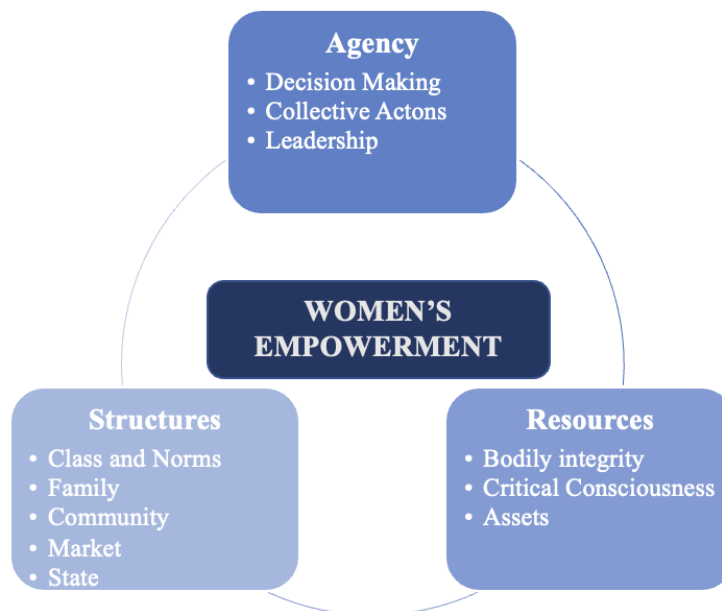 Agency
• Decision Making
• Collective Actons
• Leadership
WOMEN’S
EMPOWERMENT
Structures
• Class and Norms
• Family
• Community
• Market
• State
Resources
• Bodily integrity
• Critical Consciousness
• Assets